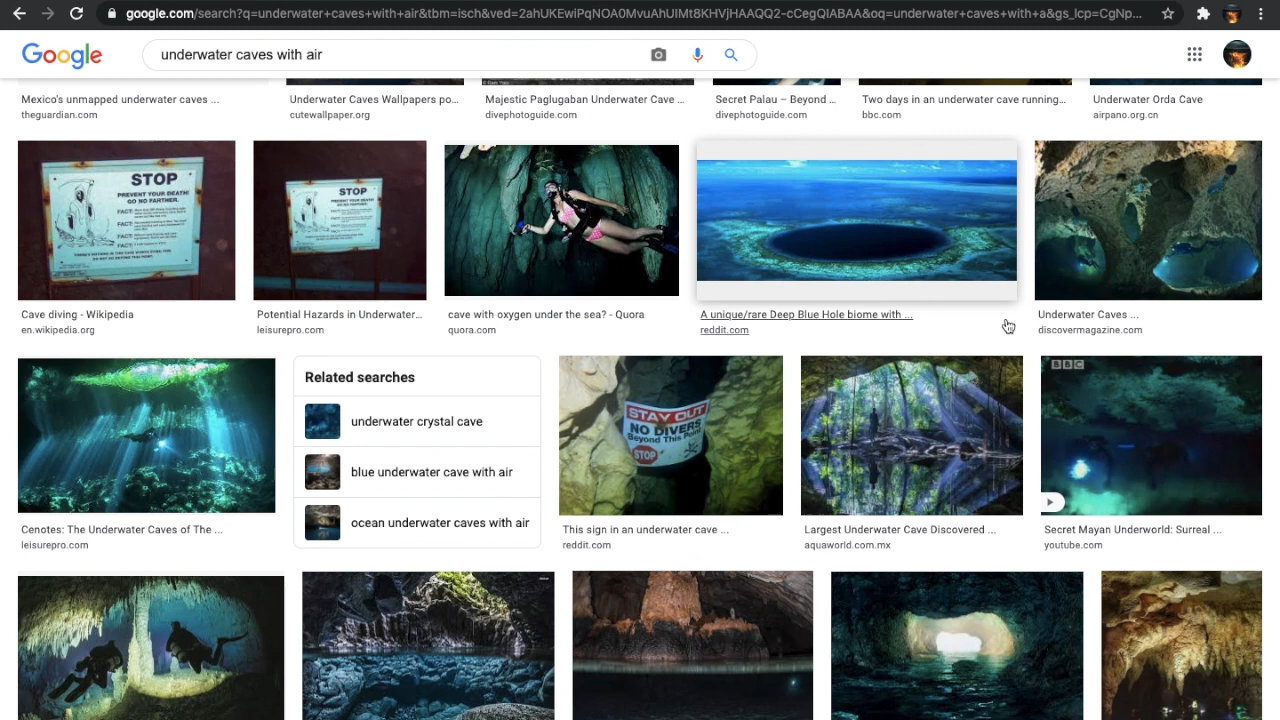 google.com/search?q=underwater+caves+with+air&tbm=isch&ved=2ahUKEwiPqNOA0MvuAhUIMt8KHVjHAAQQ2-cCegQIABAA&oq=underwater+caves+with+a&gs_lcp=CgNp...
Google
underwater caves with air
Mexico's unmapped underwater caves ...
theguardian.com
Underwater Caves Wallpapers po...
cutewallpaper.org
Majestic Paglugaban Underwater Cave ...
divephotoguide.com
Secret Palau – Beyond ...
divephotoguide.com
Two days in an underwater cave running...
bbc.com
Underwater Orda Cave
airpano.org.cn
STOP
PREVENT YOUR DEATH!
GO NO FARTHER.
FACT:
FACT:
FACT:
FACT:
STOP
Cave diving - Wikipedia
en.wikipedia.org
Potential Hazards in Underwater...
leisurepro.com
cave with oxygen under the sea? - Quora
quora.com
A unique/rare Deep Blue Hole biome with ...
reddit.com
Underwater Caves ...
discovermagazine.com
Related searches
underwater crystal cave
blue underwater cave with air
ocean underwater caves with air
STAY OUT
NO DIVERS
Beyond This Point
STOP
BBC
Cenotes: The Underwater Caves of The ...
leisurepro.com
This sign in an underwater cave ...
reddit.com
Largest Underwater Cave Discovered ...
aquaworld.com.mx
Secret Mayan Underworld: Surreal ...
youtube.com